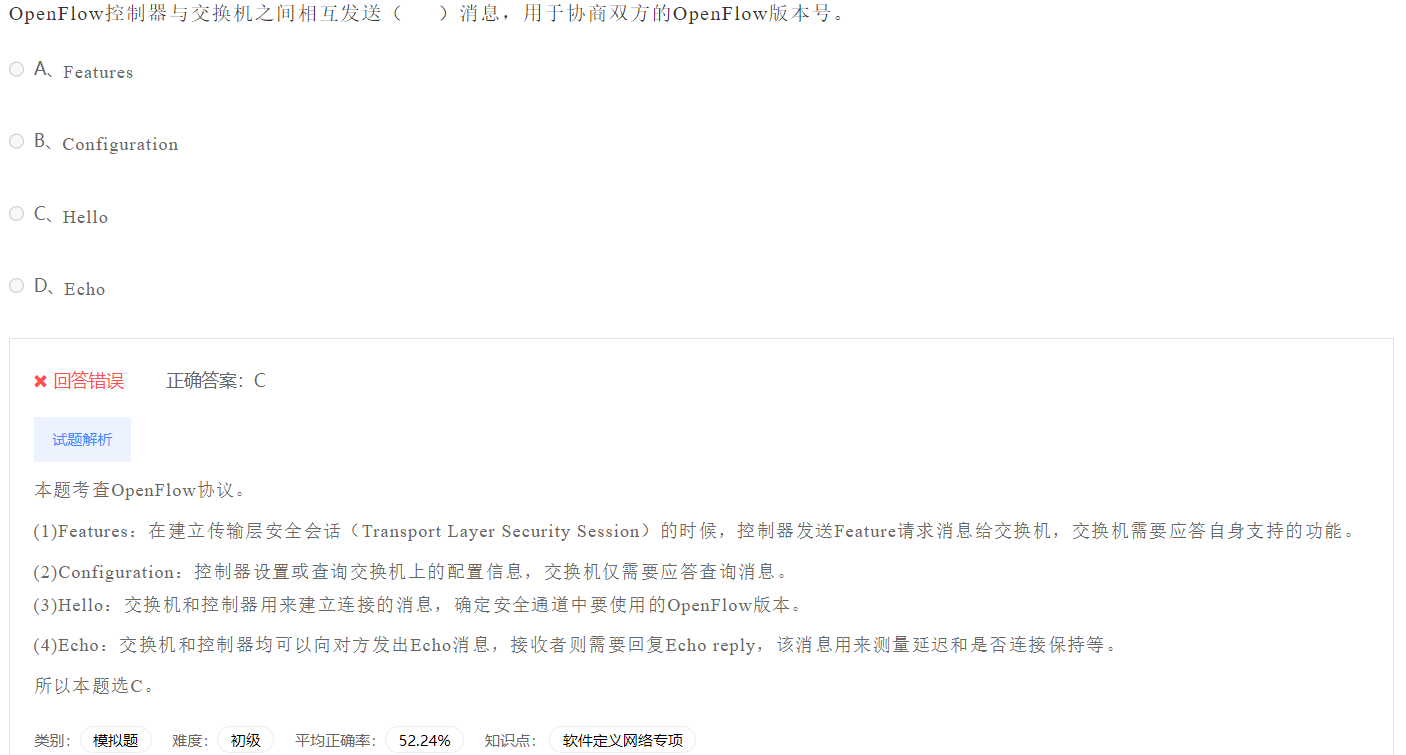 OpenFlow控制器与交换机之间相互发送（　）消息，用于协商双方的OpenFlow版本号。
A、Features
B、Configuration
C、Hello
D、Echo
✖ 回答错误 正确答案：C
试题解析
本题考查OpenFlow协议。
(1)Features：在建立传输层安全会话（Transport Layer Security Session）的时候，控制器发送Feature请求消息给交换机，交换机需要应答自身支持的功能。
(2)Configuration：控制器设置或查询交换机上的配置信息，交换机仅需要应答查询消息。
(3)Hello：交换机和控制器用来建立连接的消息，确定安全通道中要使用的OpenFlow版本。
(4)Echo：交换机和控制器均可以向对方发出Echo消息，接收者则需要回复Echo reply，该消息用来测量延迟和是否连接保持等。
所以本题选C。
类别： 模拟题 难度： 初级 平均正确率： 52.24% 知识点： 软件定义网络专项